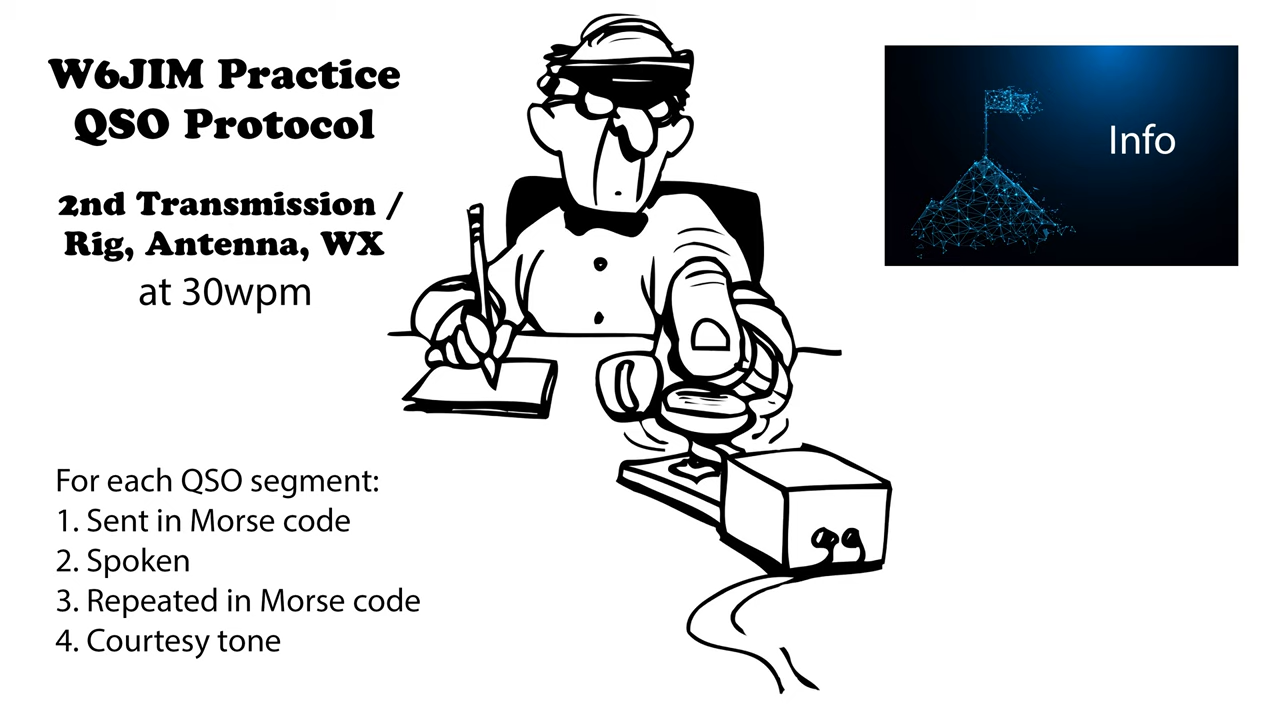 W6JIM Practice
QSO Protocol
2nd Transmission /
Rig, Antenna, WX
at 30wpm
Info
For each QSO segment:
1. Sent in Morse code
2. Spoken
3. Repeated in Morse code
4. Courtesy tone